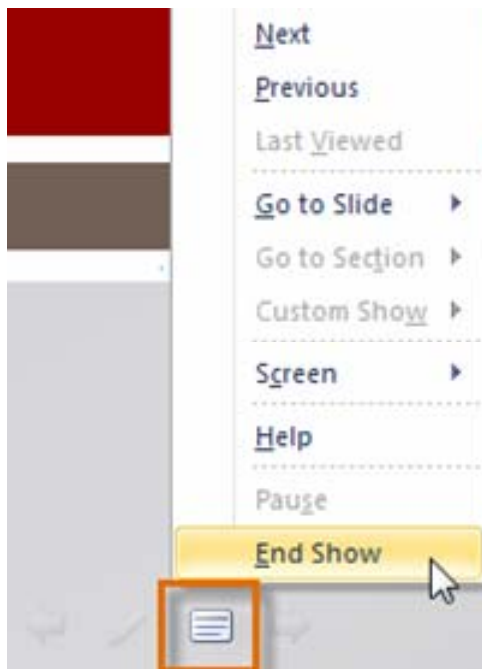 Next
Previous
Last Viewed
Go to Slide
Go to Section
Custom Show
Screen
Help
Pause
End Show